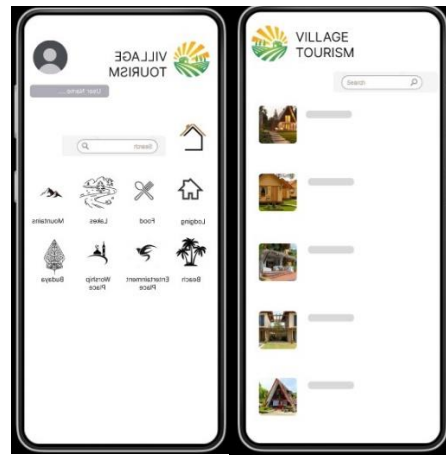 VILLAGE
TOURISM
User Name....
Search
Lodging
Food
Lakes
Mountains
Beach
Entertainment
Place
Worship
Place
Budaya
VILLAGE
TOURISM
Search